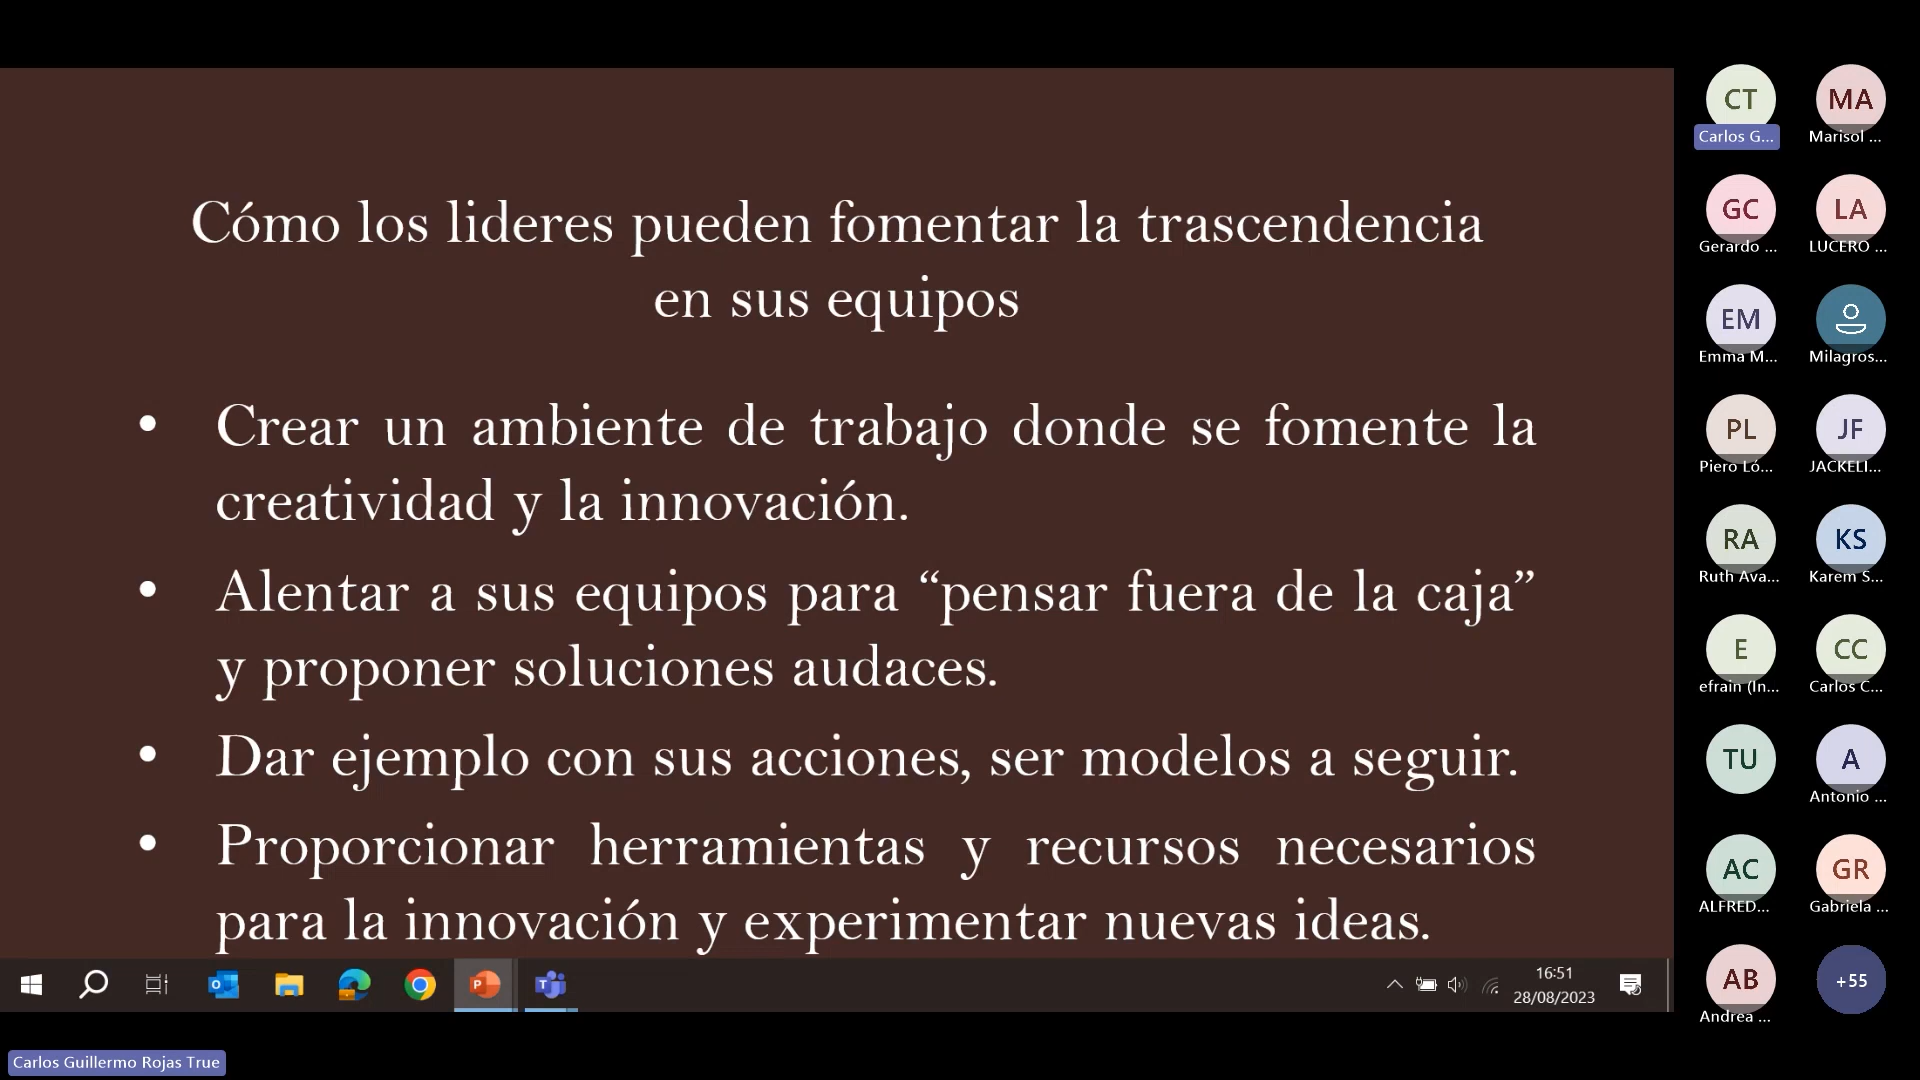 Cómo los lideres pueden fomentar la trascendencia
en sus equipos
• Crear un ambiente de trabajo donde se fomente la
creatividad y la innovación.
• Alentar a sus equipos para “pensar fuera de la caja”
y proponer soluciones audaces.
• Dar ejemplo con sus acciones, ser modelos a seguir.
• Proporcionar herramientas y recursos necesarios
para la innovación y experimentar nuevas ideas.
16:51
28/08/2023
CT
Carlos G...
MA
Marisol ...
GC
Gerardo ...
LA
LUCERO ...
EM
Emma M...
Milagros...
PL
Piero Ló...
JF
JACKELI...
RA
Ruth Ava...
KS
Karem S...
E
efrain (In...
CC
Carlos C...
TU
A
Antonio ...
AC
ALFRED...
GR
Gabriela ...
AB
Andrea ...
+55
Carlos Guillermo Rojas True